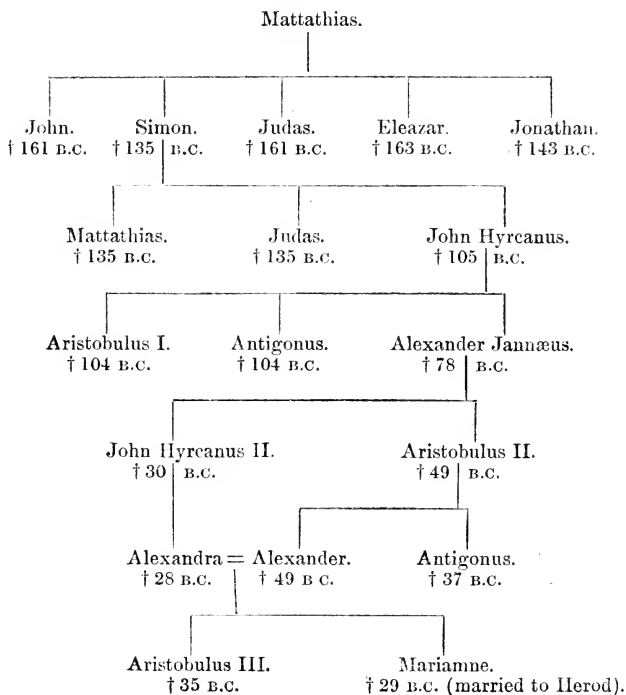 Mattathias.
John. Simon. Judas. Eleazar. Jonathan.
† 161 B.C. † 135 B.C. † 161 B.C. † 163 B.C. † 143 B.C.
Mattathias. Judas. John Hyrcanus.
† 135 B.C. † 135 B.C. † 105 B.C.
Aristobulus I. Antigonus. Alexander Jannæus.
† 104 B.C. † 104 B.C. † 78 B.C.
John Hyrcanus II. Aristobulus II.
† 30 B.C. † 49 B.C.
Alexandra = Alexander. Antigonus.
† 28 B.C. † 49 B C. † 37 B.C.
Aristobulus III. Mariamne.
† 35 B.C. † 29 B.C. (married to Herod).